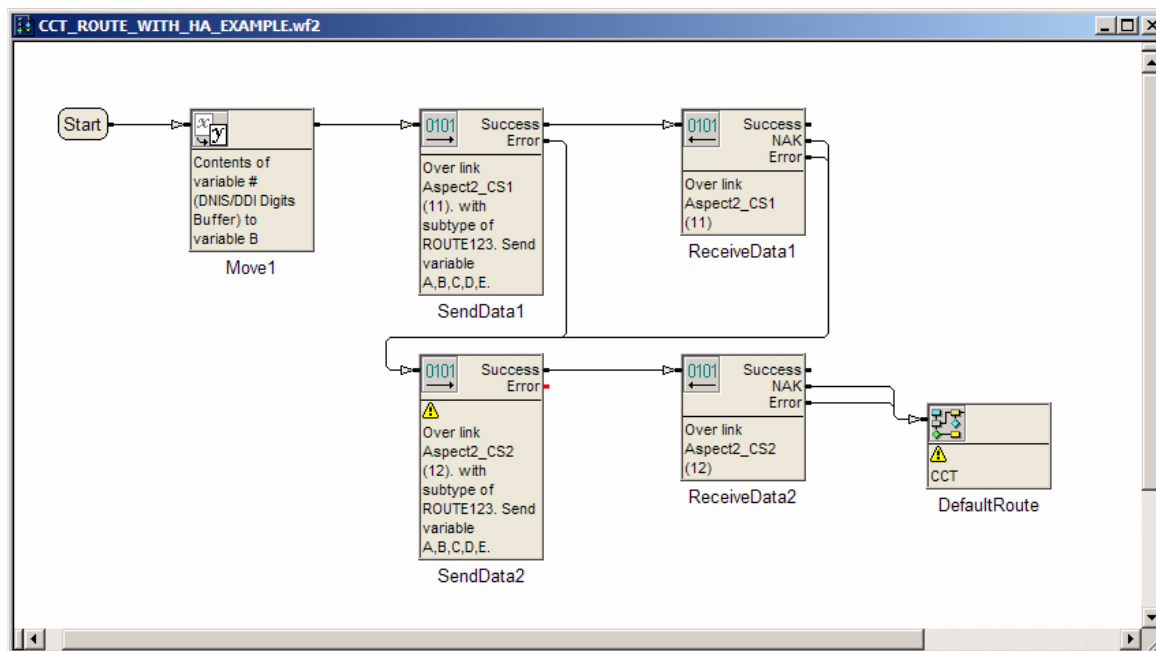 CCT_ROUTE_WITH_HA_EXAMPLE.wf2
Start
x
y
Contents of
variable #
(DNIS/DDI Digits
Buffer) to
variable B
Move1
0101
Success
Error
Over link
Aspect2_CS1
(11). with
subtype of
ROUTE123. Send
variable
A,B,C,D,E.
SendData1
0101
Success
NAK
Error
Over link
Aspect2_CS1
(11)
ReceiveData1
0101
Success
Error
Over link
Aspect2_CS2
(12). with
subtype of
ROUTE123. Send
variable
A,B,C,D,E.
SendData2
0101
Success
NAK
Error
Over link
Aspect2_CS2
(12)
ReceiveData2
CCT
DefaultRoute